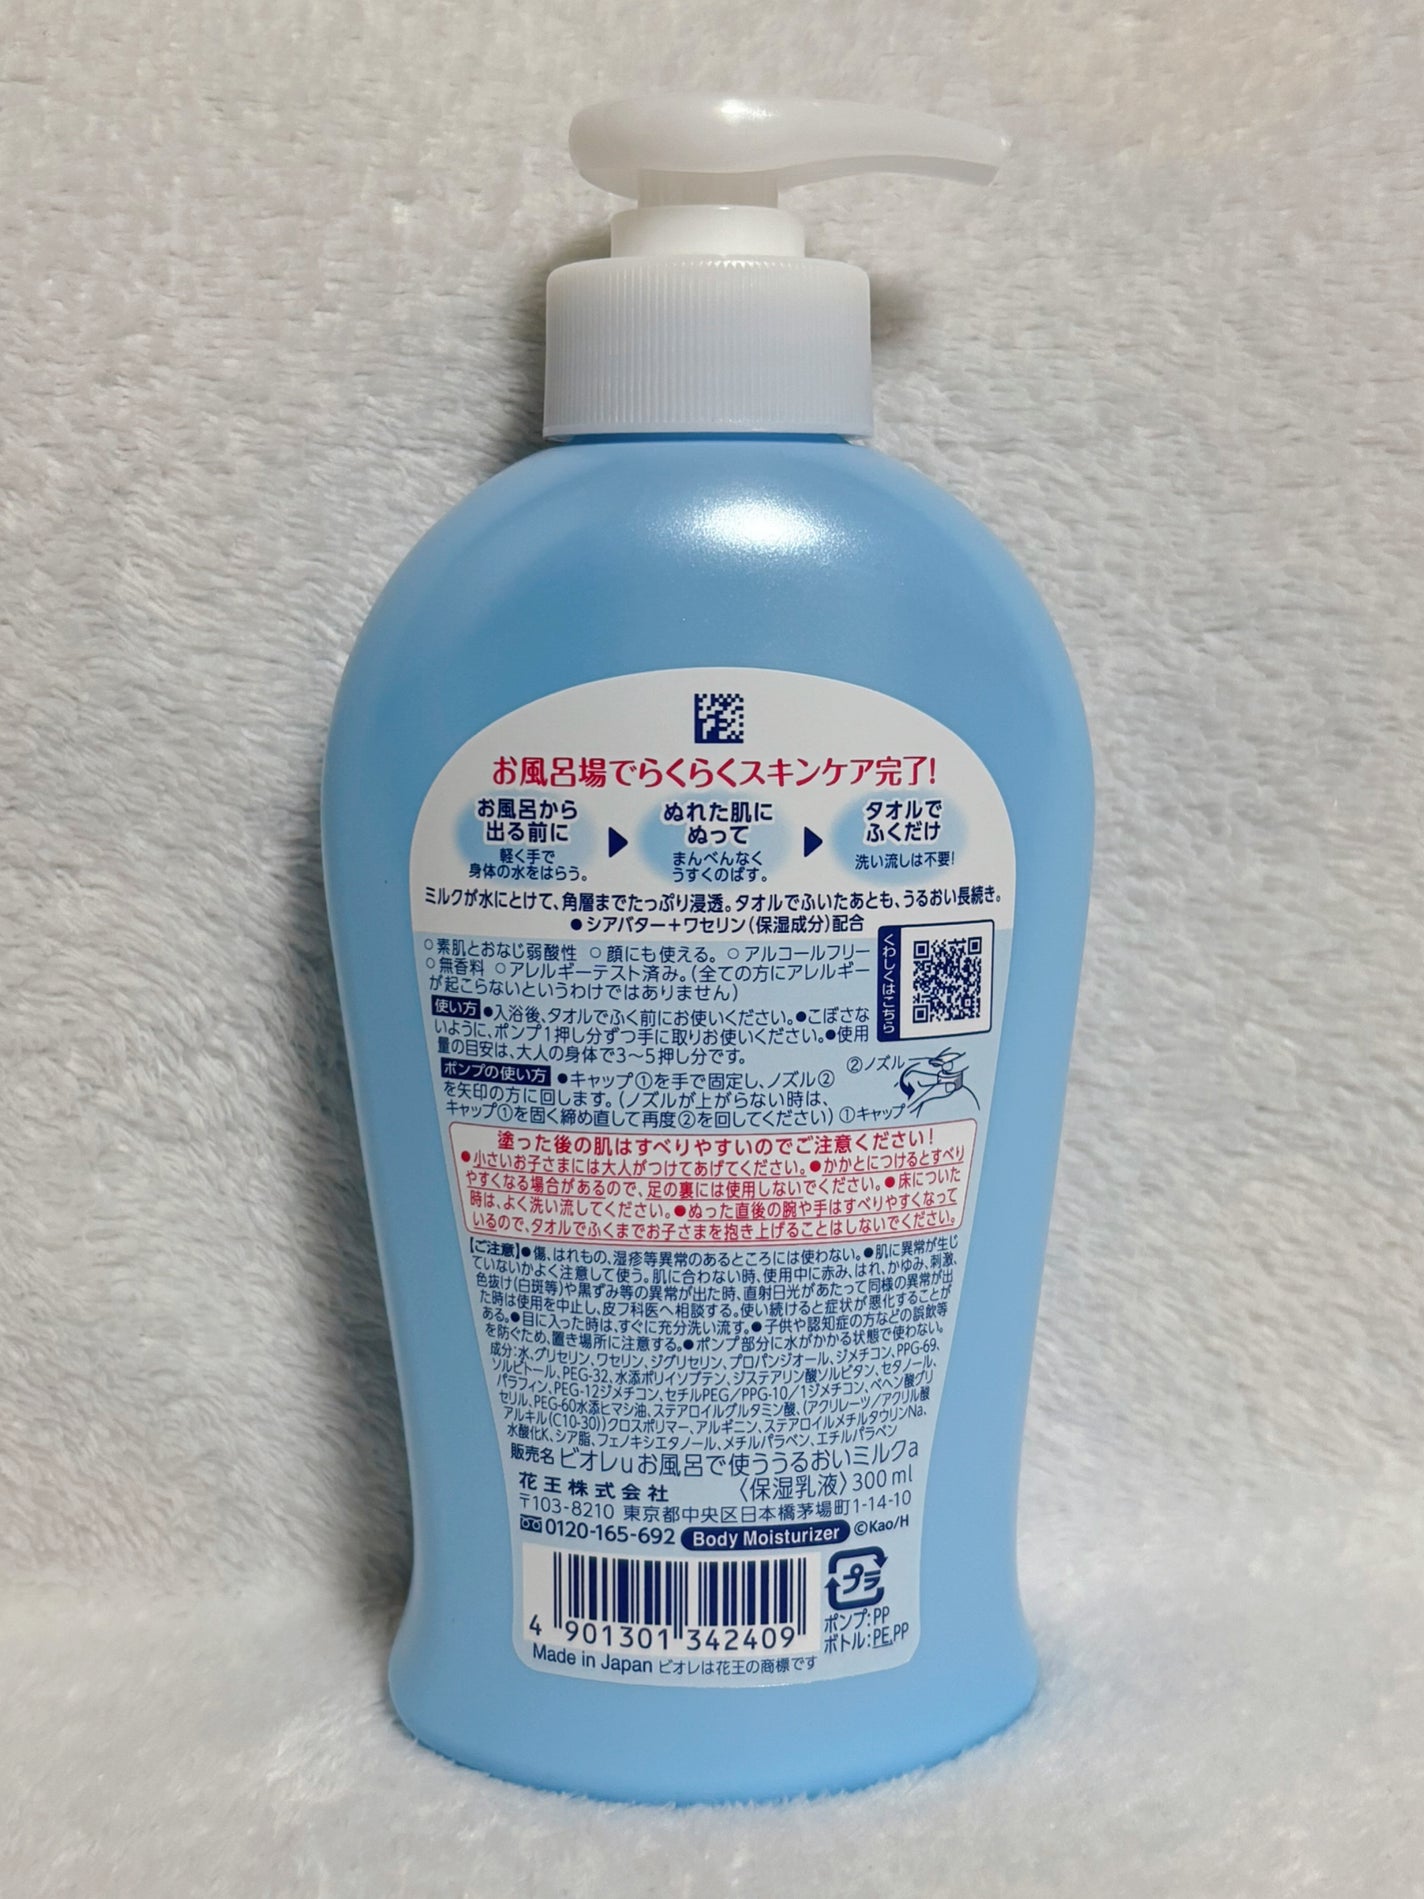 お風呂場でらくらくスキンケア完了!
お風呂から
出る前に
軽く手で
身体の水をはらう。
ぬれた肌に
ぬって
まんべんなく
うすくのばす。
タオルで
ふくだけ
洗い流しは不要!
ミルクが水にとけて、角層までたっぷり浸透。タオルでふいたあとも、うるおい長続き。
●シアバター+ワセリン(保湿成分)配合
○素肌とおなじ弱酸性 ○顔にも使える。 ○アルコールフリー
○無香料 ○アレルギーテスト済み。(全ての方にアレルギー
が起こらないというわけではありません)
くわしくはこちら
使い方 ●入浴後、タオルでふく前にお使いください。●こぼさな
いように、ポンプ1押し分ずつ手に取りお使いください。●使用
量の目安は、大人の身体で3〜5押し分です。
ポンプの使い方 ●キャップ①を手で固定し、ノズル②
を矢印の方に回します。(ノズルが上がらない時は、
キャップ①を固く締め直して再度②を回してください)
②ノズル
①キャップ
塗った後の肌はすべりやすいのでご注意ください!
●小さいお子さまには大人がつけてあげてください。●かかとにつけるとすべり
やすくなる場合があるので、足の裏には使用しないでください。●床についた
時は、よく洗い流してください。●ぬった直後の腕や手はすべりやすくなって
いるので、タオルでふくまでお子さまを抱き上げることはしないでください。
【ご注意】●傷、はれもの、湿疹等異常のあるところには使わない。●肌に異常が生じ
ていないかよく注意して使う。肌に合わない時、使用中に赤み、はれ、かゆみ、刺激、
色抜け(白斑等)や黒ずみ等の異常が出た時、直射日光があたって同様の異常が出
た時は使用を中止し、皮フ科医へ相談する。使い続けると症状が悪化することが
ある。●目に入った時は、すぐに充分洗い流す。●子供や認知症の方などの誤飲等
を防ぐため、置き場所に注意する。●ポンプ部分に水がかかる状態で使わない。
成分:水、グリセリン、ワセリン、ジグリセリン、プロパンジオール、ジメチコン、PPG-69、
ソルビトール、PEG-32、水添ポリイソブテン、ジステアリン酸ソルビタン、セタノール、
パラフィン、PEG-12ジメチコン、セチルPEG/PPG-10/1ジメチコン、ベヘン酸グリ
セリル、PEG-60水添ヒマシ油、ステアロイルグルタミン酸、(アクリレーツ/アクリル酸
アルキル(C10-30))クロスポリマー、アルギニン、ステアロイルメチルタウリンNa、
水酸化K、シア脂、フェノキシエタノール、メチルパラベン、エチルパラベン
販売名 ビオレu お風呂で使ううるおいミルクa
花王株式会社 〈保湿乳液〉300ml
〒103-8210 東京都中央区日本橋茅場町1-14-10
0120-165-692 Body Moisturizer ©Kao/H
プラ
ポンプ:PP
ボトル:PE,PP
4 901301 342409
Made in Japan ビオレは花王の商標です